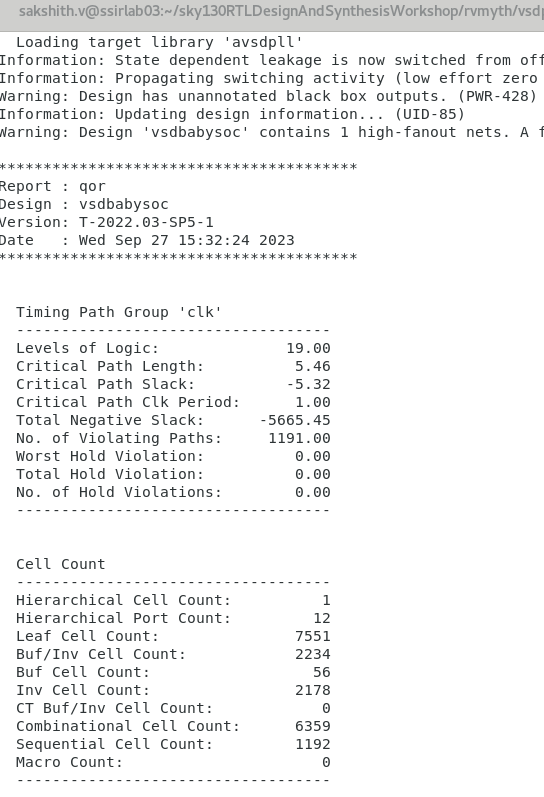 sakshith.v@ssirlab03:~/sky130RTLDesignAndSynthesisWorkshop/rvmyth/vsd
Loading target library 'avsdpll'
Information: State dependent leakage is now switched from off
Information: Propagating switching activity (low effort zero
Warning: Design has unannotated black box outputs. (PWR-428)
Information: Updating design information... (UID-85)
Warning: Design 'vsdbabysoc' contains 1 high-fanout nets. A f
****************************************
Report : qor
Design : vsdbabysoc
Version: T-2022.03-SP5-1
Date   : Wed Sep 27 15:32:24 2023
****************************************
Timing Path Group 'clk'
-----------------------------------
Levels of Logic: 19.00
Critical Path Length: 5.46
Critical Path Slack: -5.32
Critical Path Clk Period: 1.00
Total Negative Slack: -5665.45
No. of Violating Paths: 1191.00
Worst Hold Violation: 0.00
Total Hold Violation: 0.00
No. of Hold Violations: 0.00
-----------------------------------
Cell Count
-----------------------------------
Hierarchical Cell Count: 1
Hierarchical Port Count: 12
Leaf Cell Count: 7551
Buf/Inv Cell Count: 2234
Buf Cell Count: 56
Inv Cell Count: 2178
CT Buf/Inv Cell Count: 0
Combinational Cell Count: 6359
Sequential Cell Count: 1192
Macro Count: 0
-----------------------------------